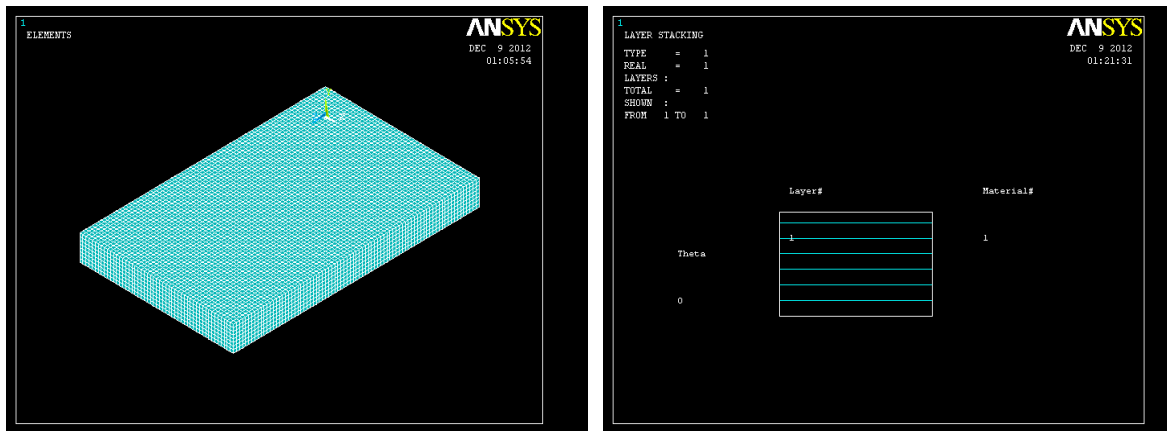 1
ANSYS
ELEMENTS
DEC 9 2012
01:05:54
1
ANSYS
LAYER STACKING
DEC 9 2012
01:21:31
TYPE = 1
REAL = 1
LAYERS :
TOTAL = 1
SHOWN :
FROM 1 TO 1
Layer# Material#
1 1
Theta
0